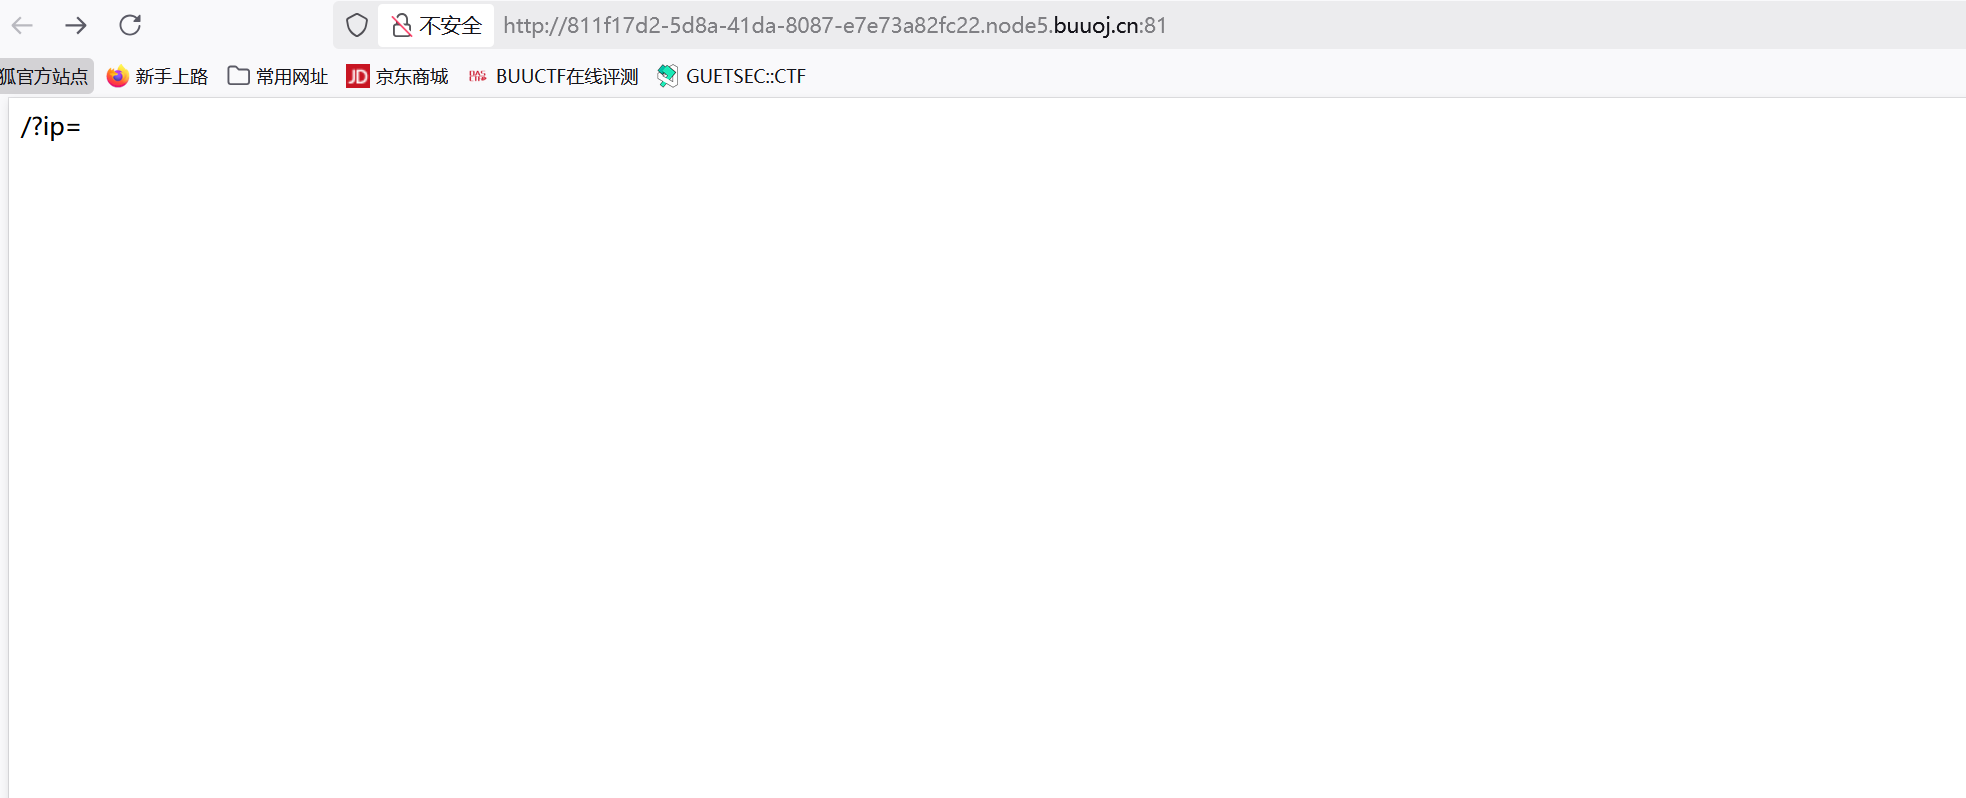 不安全 http://811f17d2-5d8a-41da-8087-e7e73a82fc22.node5.buuoj.cn:81
狐官方站点 新手上路 常用网址 JD 京东商城 BUUCTF在线评测 GUETSEC::CTF
/?ip=